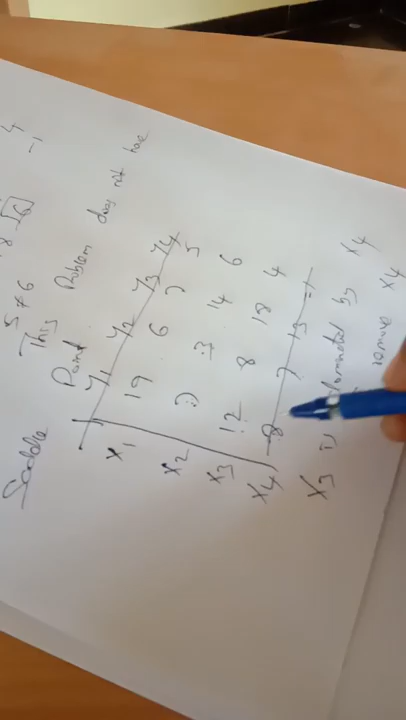 4
-1
5 ≠ 6
This Problem does not have
Saddle Point
Y1 Y2 Y3 Y4
X1 19 6 7 5
X2 7 3 14 6
X3 12 8 18 4
X4 8 7 13 -1
X3 is dominated by X4
remove X4